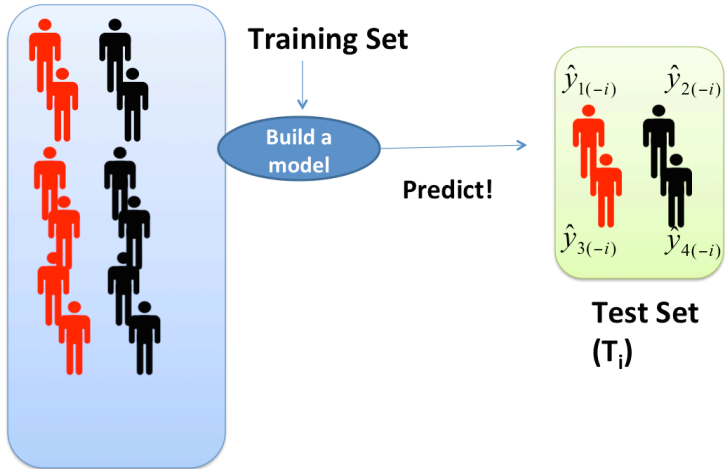 Training Set
Build a
model
Predict!
ŷ1(−i) ŷ2(−i)
ŷ3(−i) ŷ4(−i)
Test Set
(Ti)